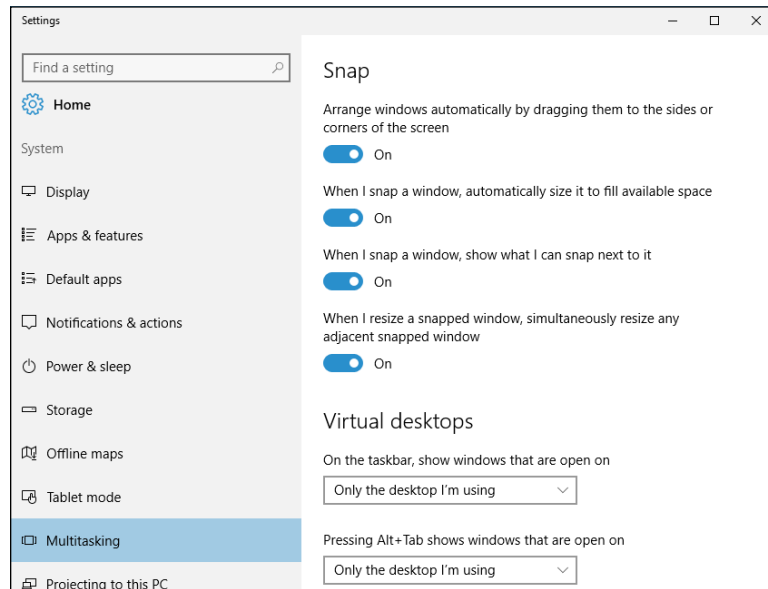 Settings
Find a setting
Home
System
Display
Apps & features
Default apps
Notifications & actions
Power & sleep
Storage
Offline maps
Tablet mode
Multitasking
Projecting to this PC
Snap
Arrange windows automatically by dragging them to the sides or
corners of the screen
On
When I snap a window, automatically size it to fill available space
On
When I snap a window, show what I can snap next to it
On
When I resize a snapped window, simultaneously resize any
adjacent snapped window
On
Virtual desktops
On the taskbar, show windows that are open on
Only the desktop I'm using
Pressing Alt+Tab shows windows that are open on
Only the desktop I'm using